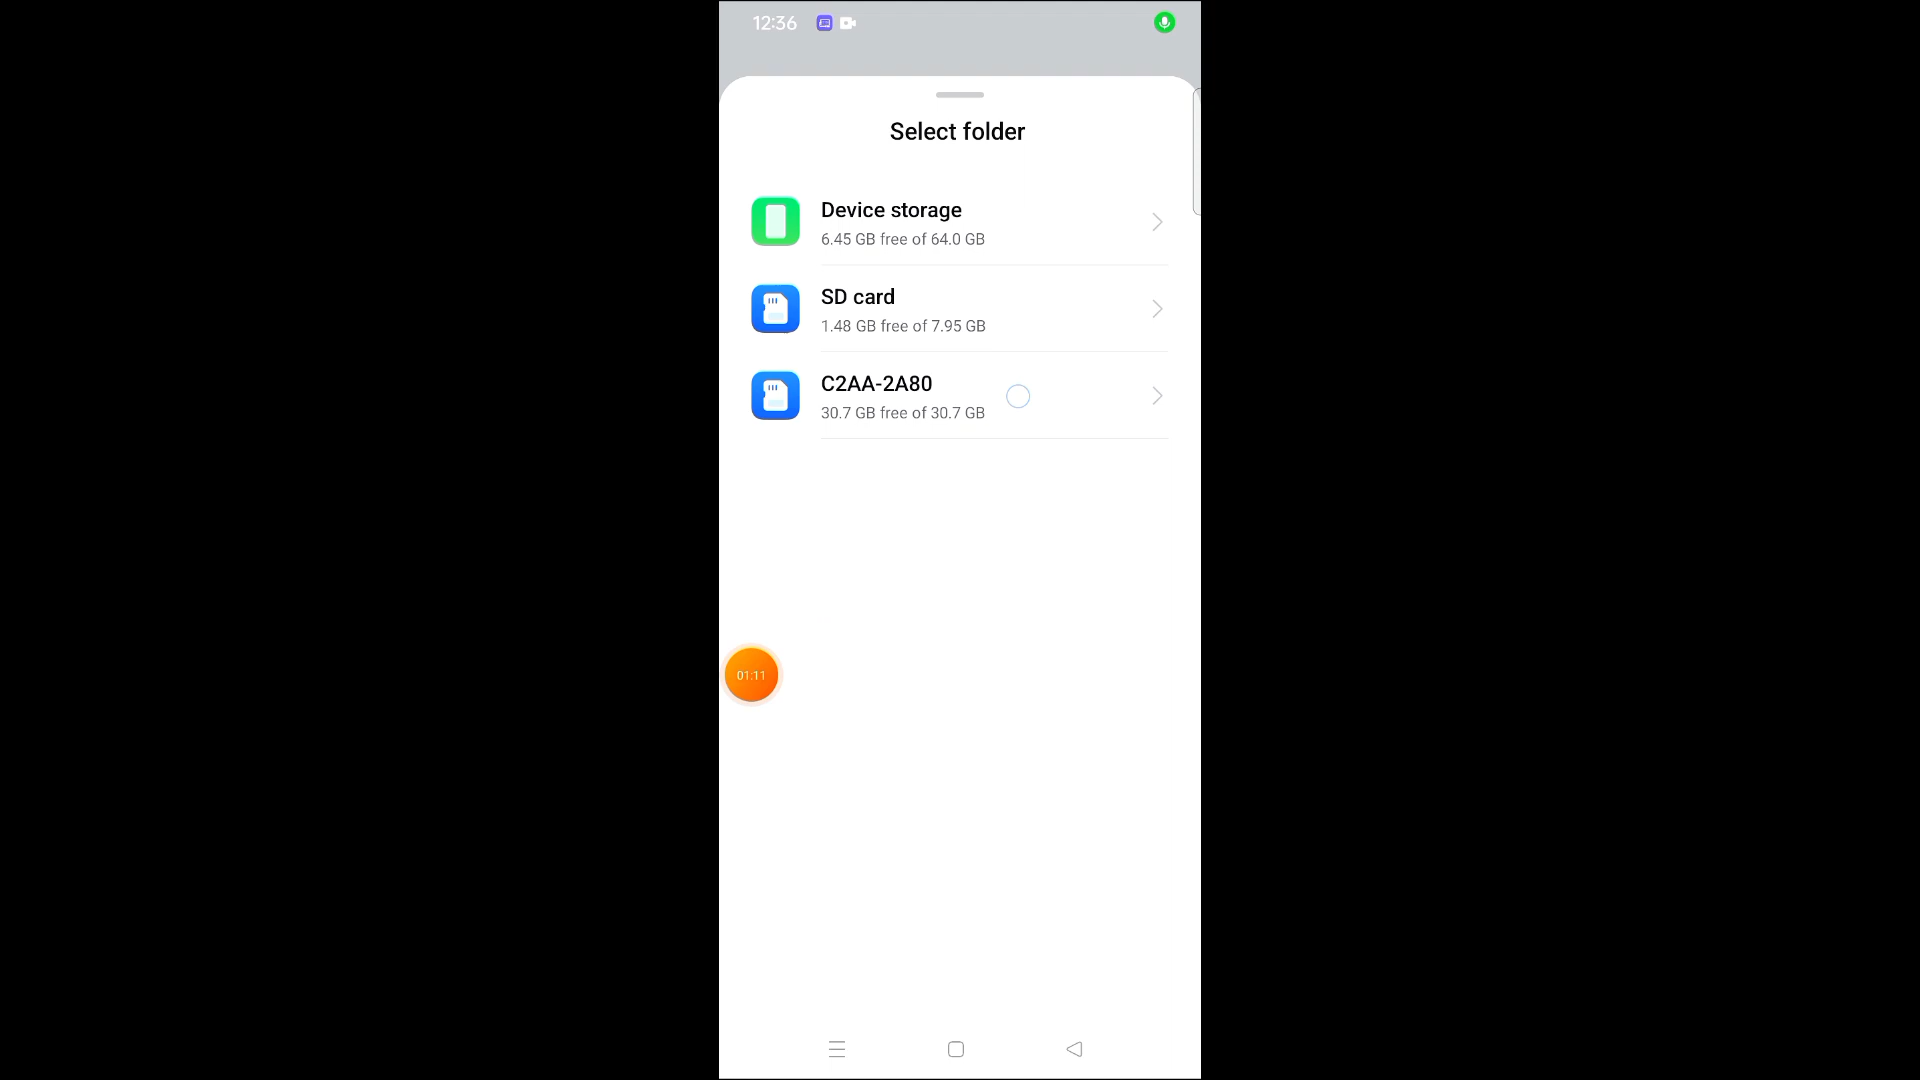 12:36
Select folder
Device storage
6.45 GB free of 64.0 GB
SD card
1.48 GB free of 7.95 GB
C2AA-2A80
30.7 GB free of 30.7 GB
01:11